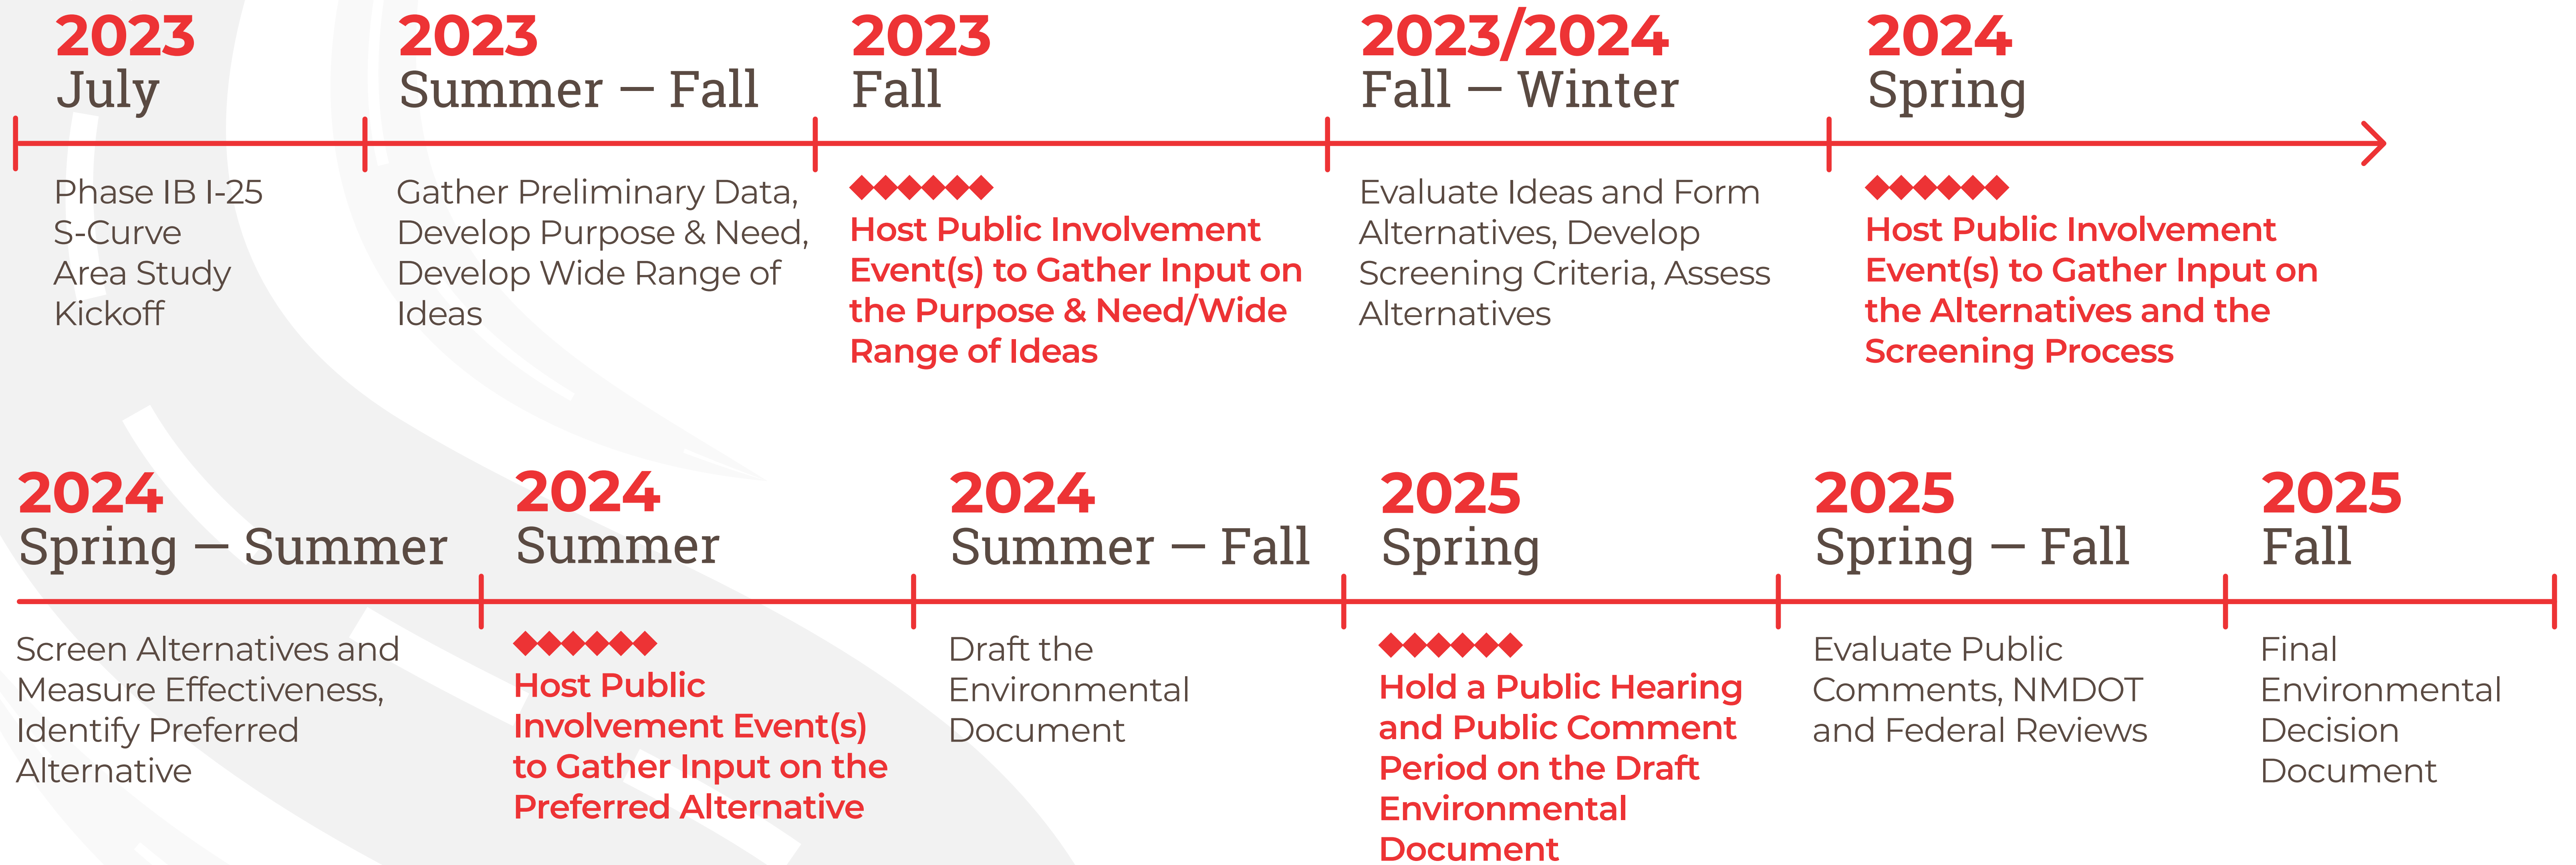 2023
July
Phase IB I-25
S-Curve
Area Study
Kickoff
2023
Summer — Fall
Gather Preliminary Data,
Develop Purpose & Need,
Develop Wide Range of
Ideas
2023
Fall
Host Public Involvement
Event(s) to Gather Input on
the Purpose & Need/Wide
Range of Ideas
2023/2024
Fall — Winter
Evaluate Ideas and Form
Alternatives, Develop
Screening Criteria, Assess
Alternatives
2024
Spring
Host Public Involvement
Event(s) to Gather Input on
the Alternatives and the
Screening Process
2024
Spring — Summer
Screen Alternatives and
Measure Effectiveness,
Identify Preferred
Alternative
2024
Summer
Host Public
Involvement Event(s)
to Gather Input on the
Preferred Alternative
2024
Summer — Fall
Draft the
Environmental
Document
2025
Spring
Hold a Public Hearing
and Public Comment
Period on the Draft
Environmental
Document
2025
Spring — Fall
Evaluate Public
Comments, NMDOT
and Federal Reviews
2025
Fall
Final
Environmental
Decision
Document